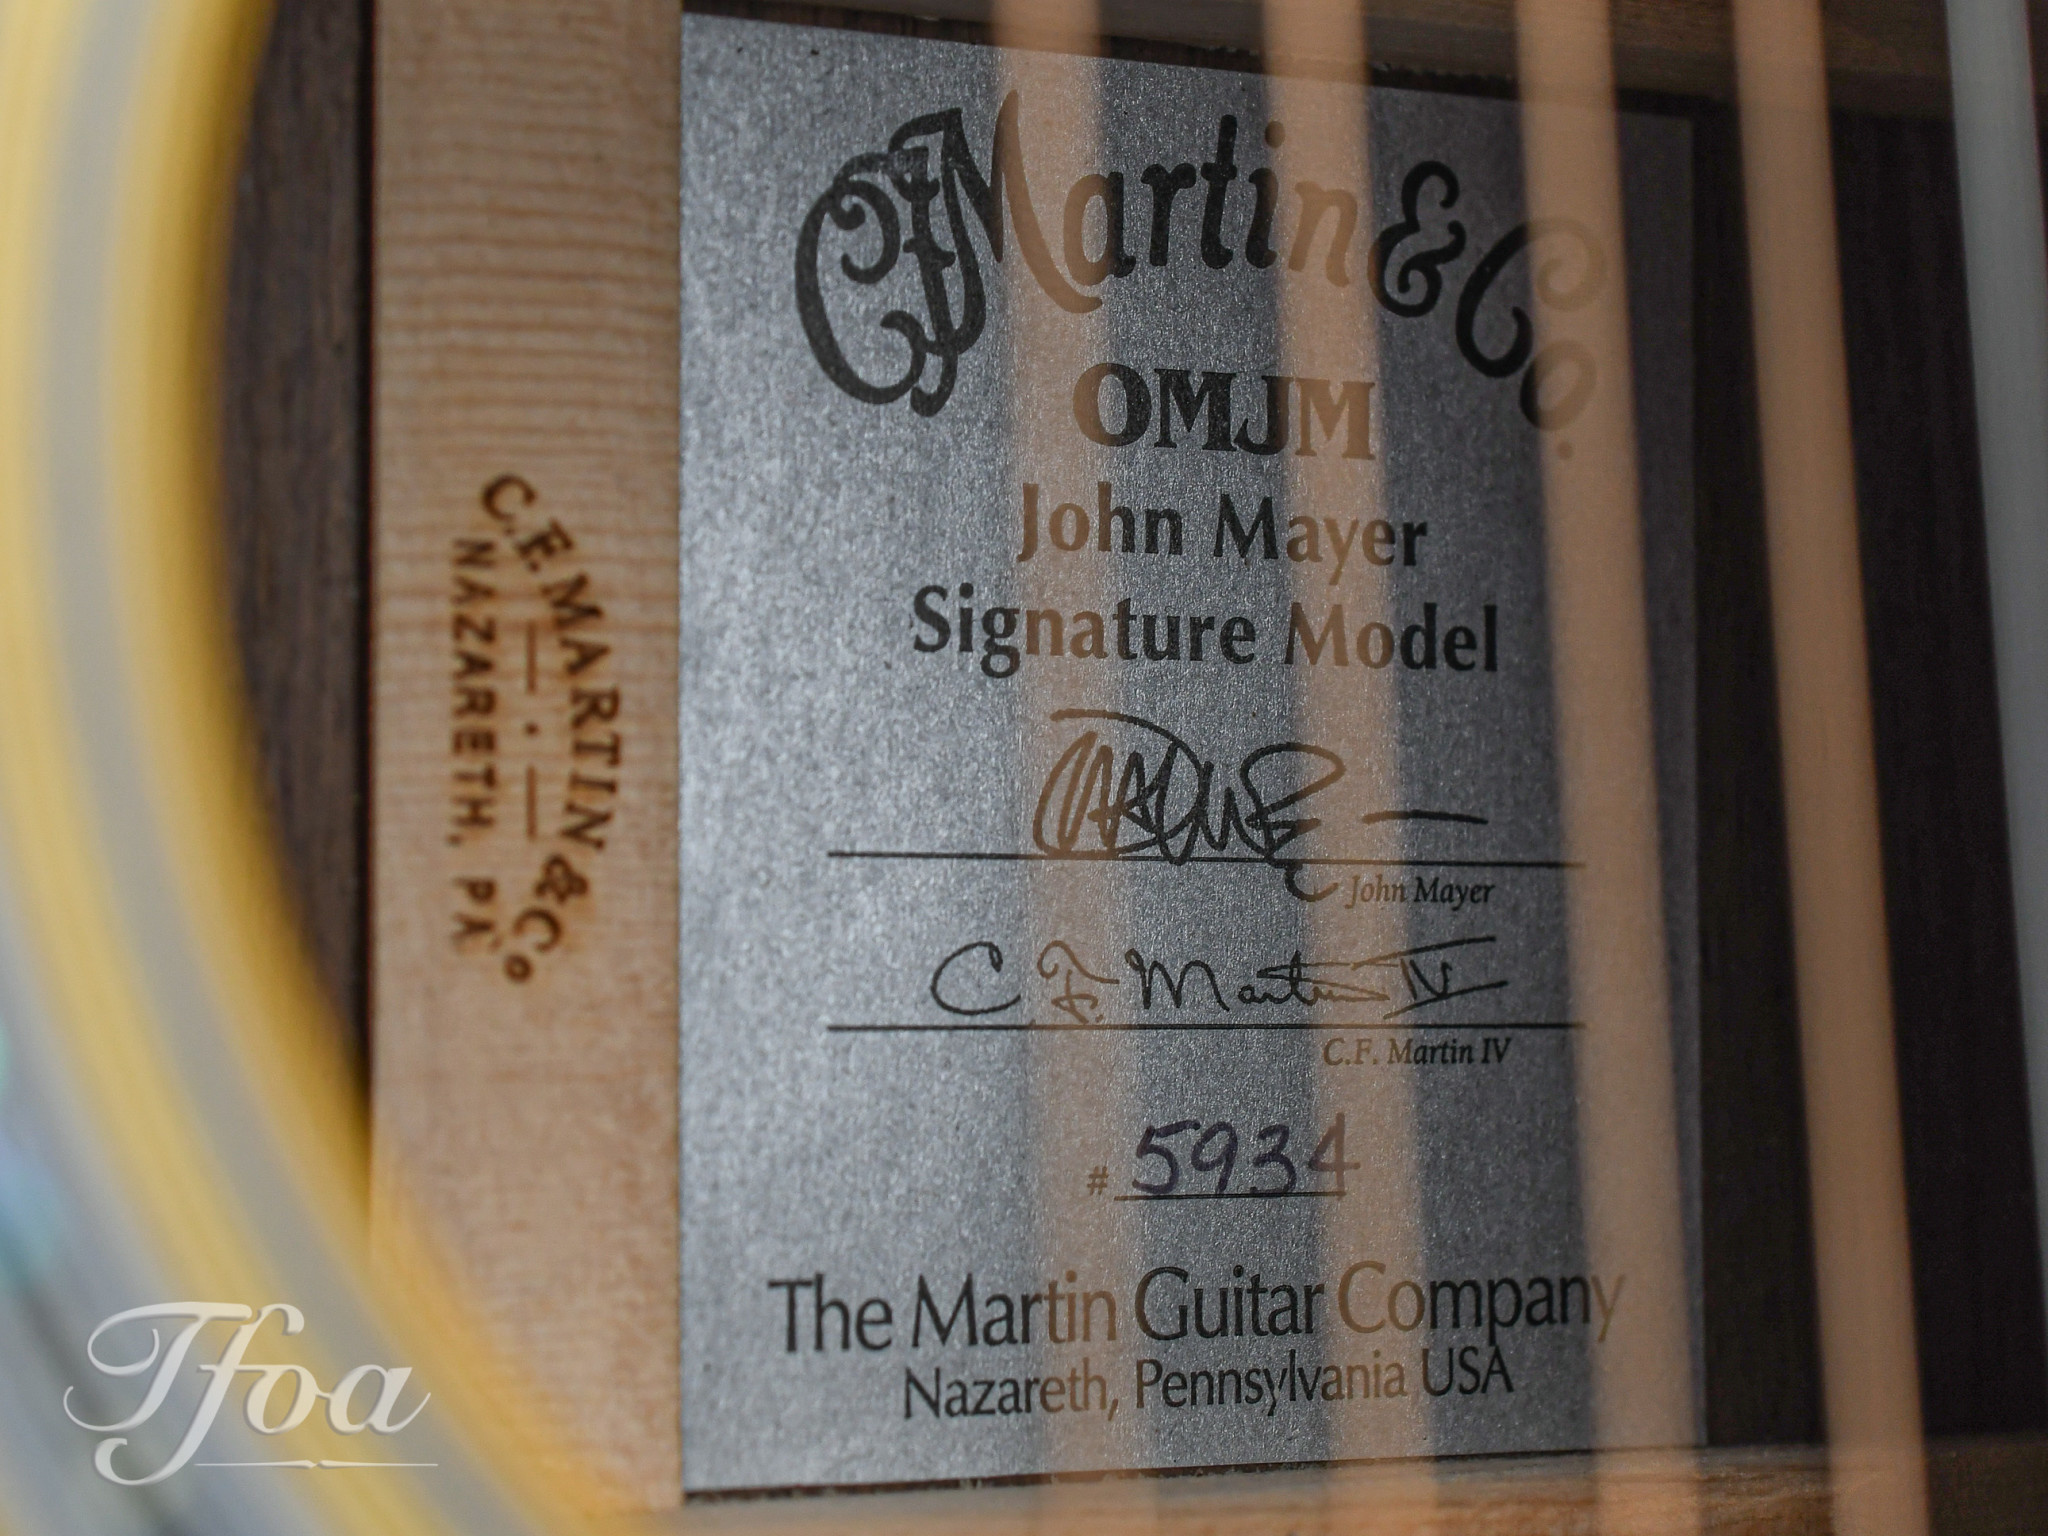 C.F. MARTIN & Co
NAZARETH, PA
CF Martin & Co.
OMJM
John Mayer
Signature Model
John Mayer
C. F. Martin IV
C.F. Martin IV
# 5934
The Martin Guitar Company
Nazareth, Pennsylvania USA
Tfoa